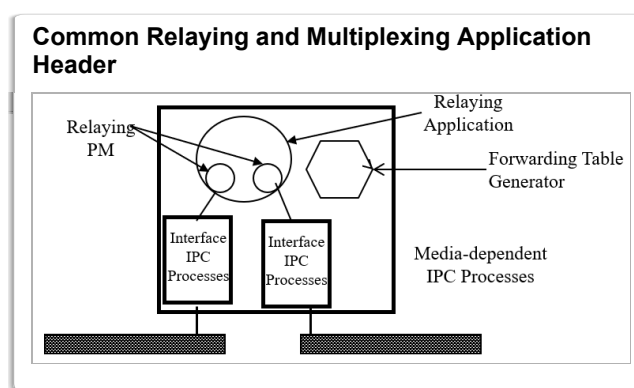 Common Relaying and Multiplexing Application
Header
Relaying
PM
Relaying
Application
Forwarding Table
Generator
Interface
IPC
Processes
Interface
IPC
Processes
Media-dependent
IPC Processes